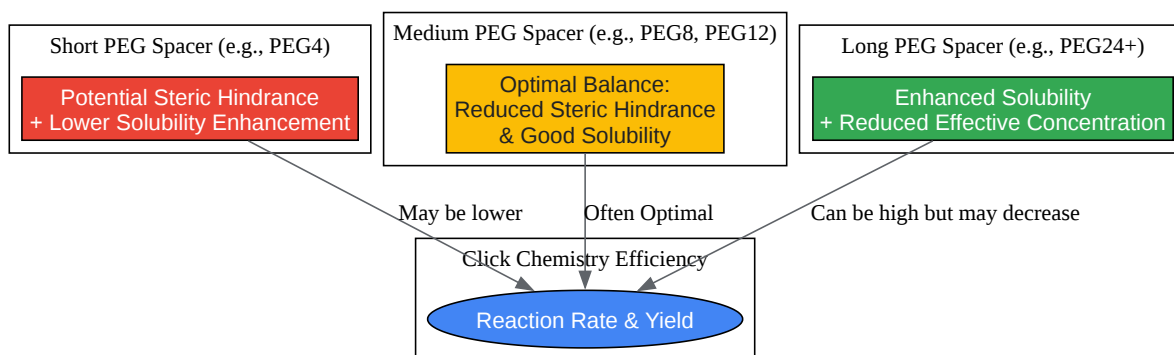 Short PEG Spacer (e.g., PEG4)
Potential Steric Hindrance
+ Lower Solubility Enhancement
Medium PEG Spacer (e.g., PEG8, PEG12)
Optimal Balance:
Reduced Steric Hindrance
& Good Solubility
Long PEG Spacer (e.g., PEG24+)
Enhanced Solubility
+ Reduced Effective Concentration
May be lower
Often Optimal
Can be high but may decrease
Click Chemistry Efficiency
Reaction Rate & Yield